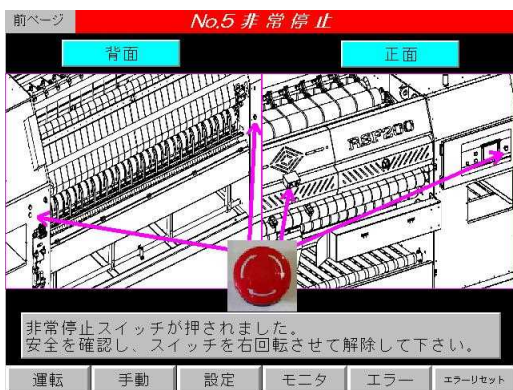 前ページ
No.5 非常停止
背面
正面
RSF200
非常停止スイッチが押されました。
安全を確認し、スイッチを右回転させて解除して下さい。
運転
手動
設定
モニタ
エラー
エラーリセット